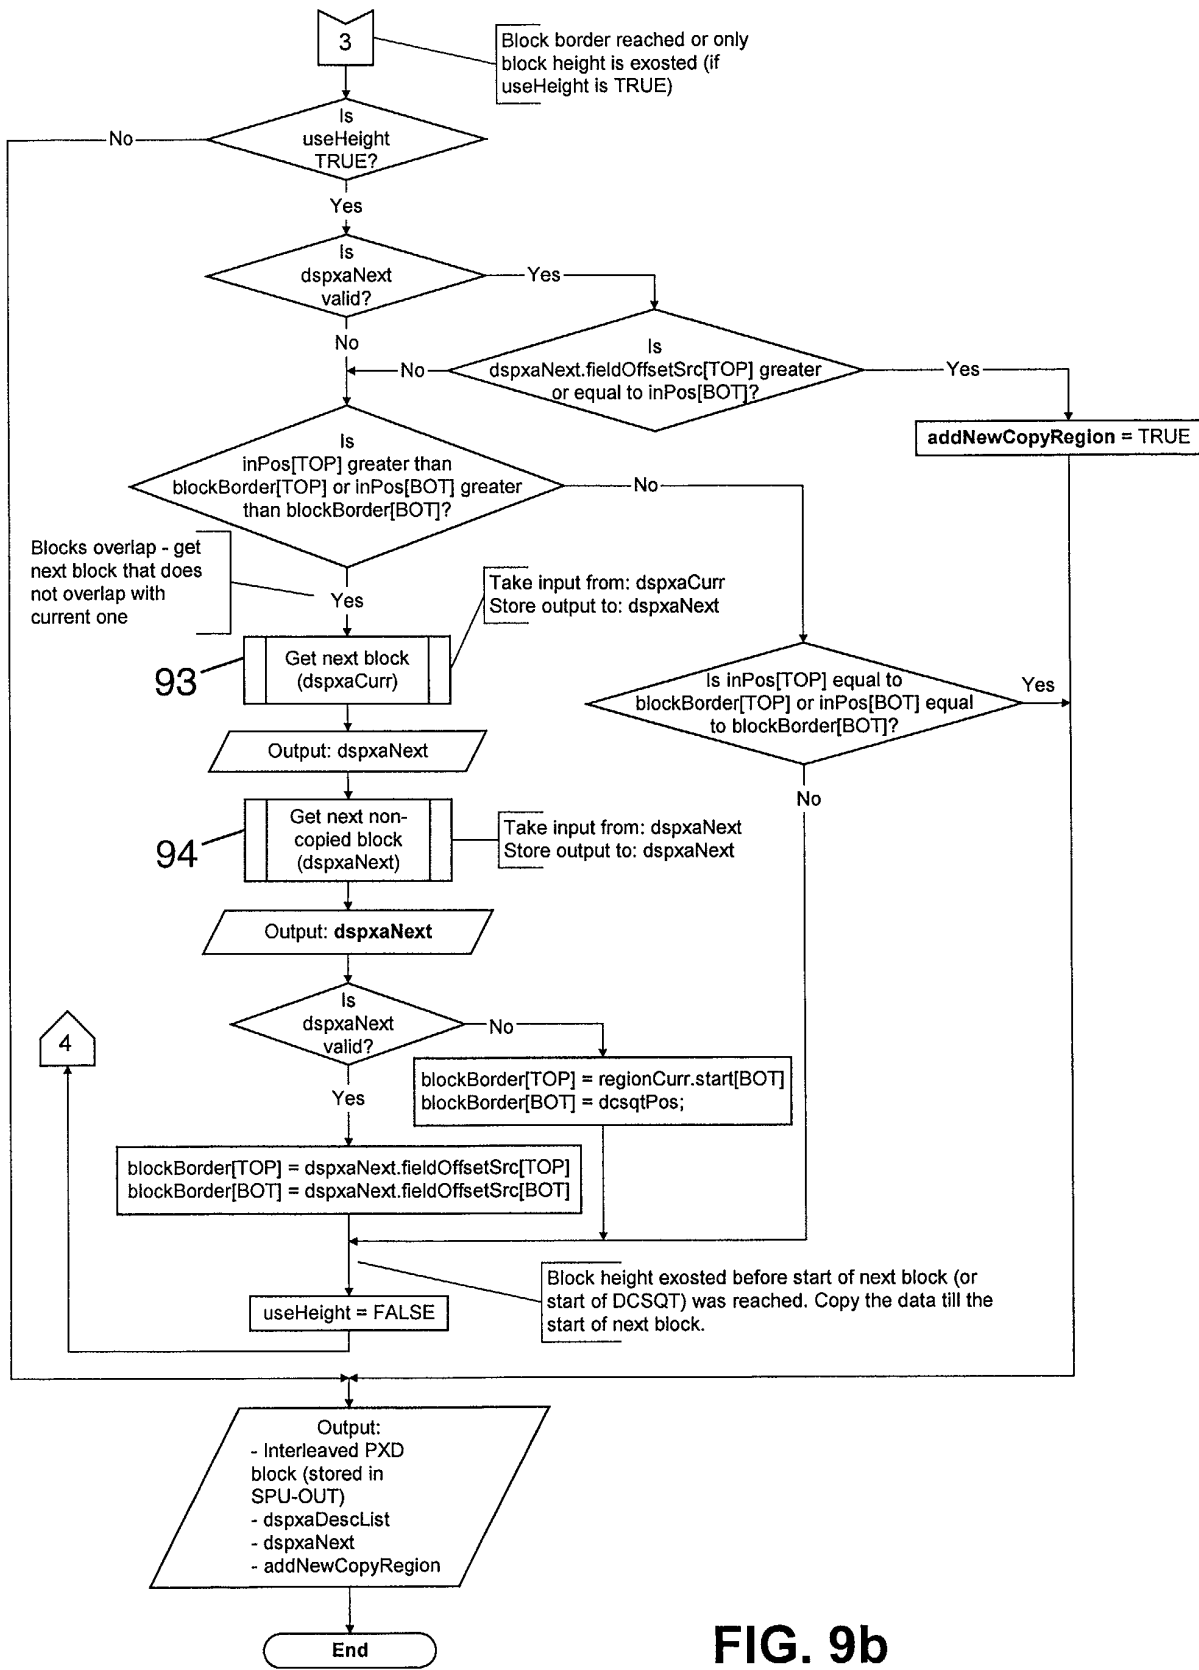 3
Block border reached or only
block height is exosted (if
useHeight is TRUE)
Is
useHeight
TRUE?
No
Yes
Is
dspxaNext
valid?
Yes
No
Is
dspxaNext.fieldOffsetSrc[TOP] greater
or equal to inPos[BOT]?
No
Yes
addNewCopyRegion = TRUE
Is
inPos[TOP] greater than
blockBorder[TOP] or inPos[BOT] greater
than blockBorder[BOT]?
No
Blocks overlap - get
next block that does
not overlap with
current one
Yes
Take input from: dspxaCurr
Store output to: dspxaNext
93
Get next block
(dspxaCurr)
Is inPos[TOP] equal to
blockBorder[TOP] or inPos[BOT] equal
to blockBorder[BOT]?
Yes
No
Output: dspxaNext
94
Get next non-
copied block
(dspxaNext)
Take input from: dspxaNext
Store output to: dspxaNext
Output: dspxaNext
Is
dspxaNext
valid?
No
Yes
4
blockBorder[TOP] = regionCurr.start[BOT]
blockBorder[BOT] = dcsqtPos;
blockBorder[TOP] = dspxaNext.fieldOffsetSrc[TOP]
blockBorder[BOT] = dspxaNext.fieldOffsetSrc[BOT]
Block height exosted before start of next block (or
start of DCSQT) was reached. Copy the data till the
start of next block.
useHeight = FALSE
Output:
- Interleaved PXD
block (stored in
SPU-OUT)
- dspxaDescList
- dspxaNext
- addNewCopyRegion
End
FIG. 9b